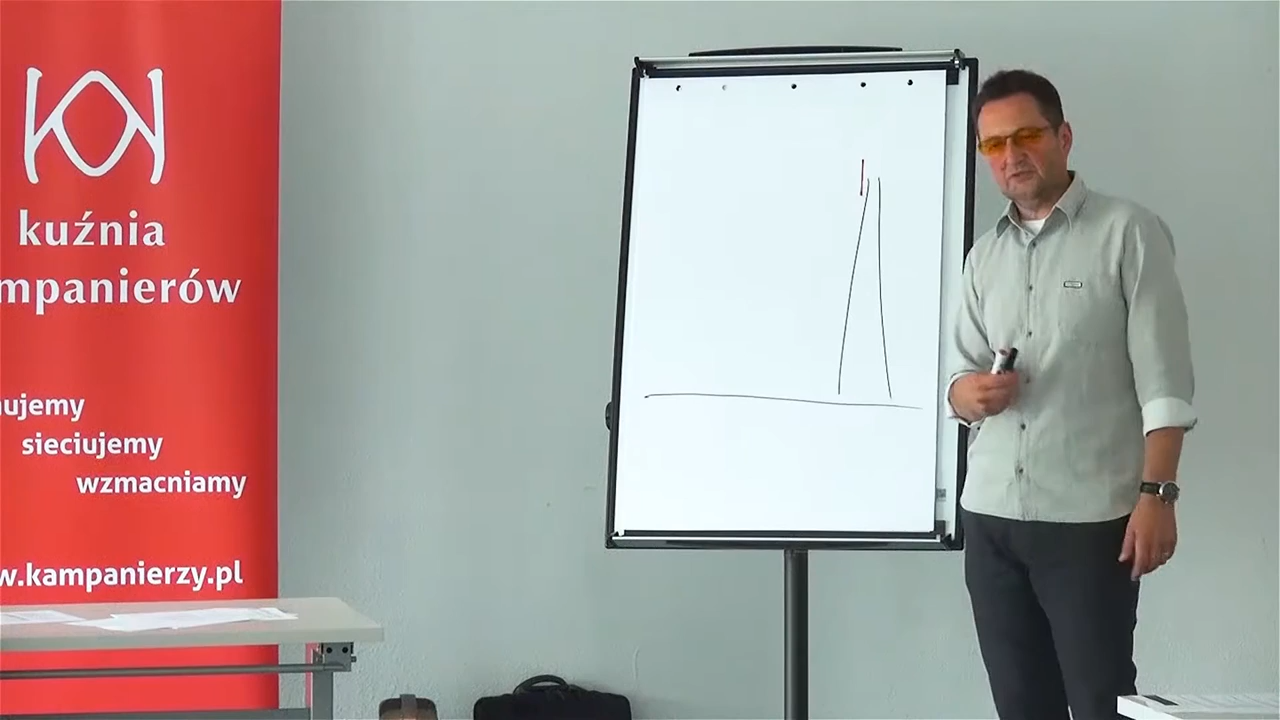 kuźnia
mpanierów
ujemy
sieciujemy
wzmacniamy
w.kampanierzy.pl